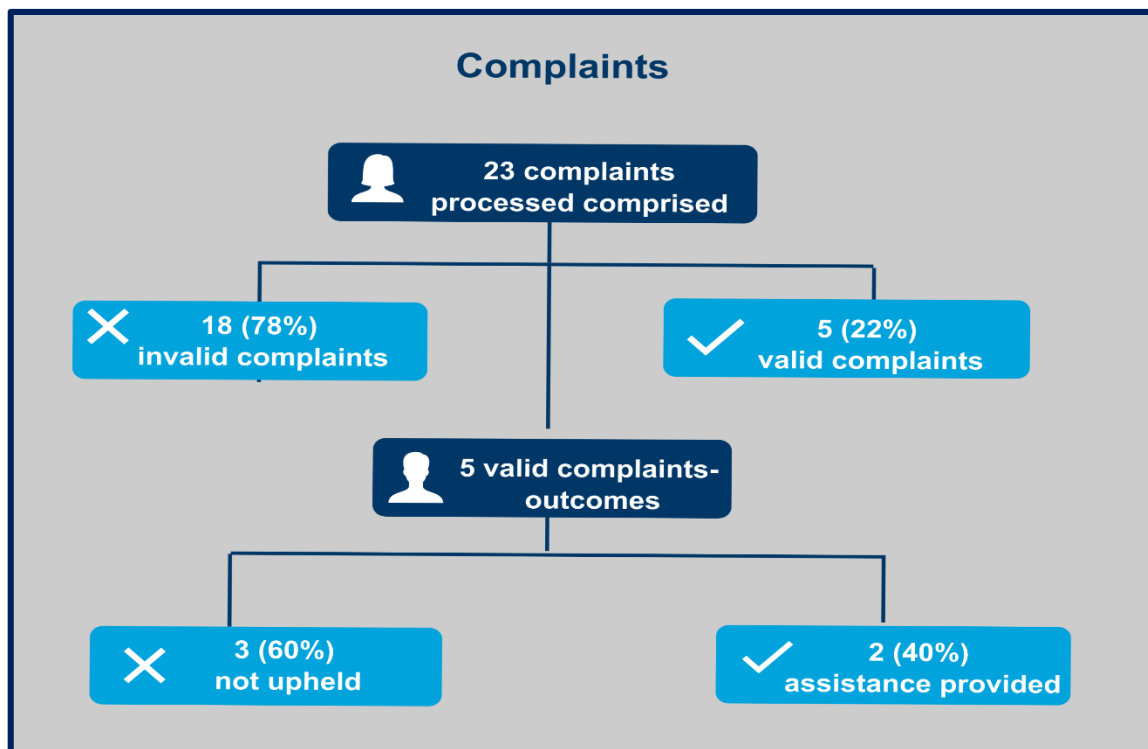 Complaints
23 complaints
processed comprised
18 (78%)
invalid complaints
5 (22%)
valid complaints
5 valid complaints-
outcomes
3 (60%)
not upheld
2 (40%)
assistance provided